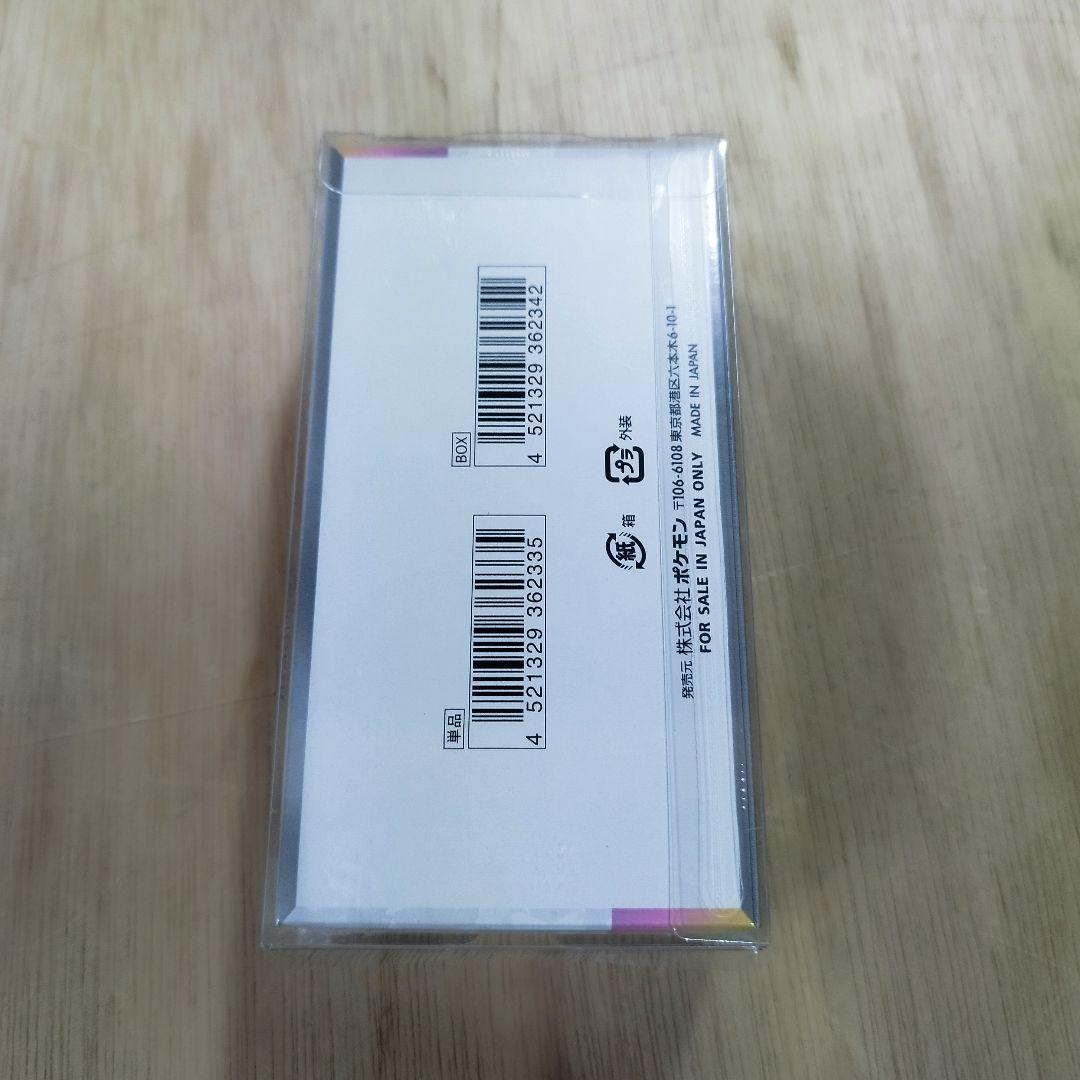 BOX
4 521329 362342
単品
4 521329 362335
プラ 外装
紙 箱
発売元 株式会社 ポケモン 〒106-6108 東京都港区六本木6-10-1
FOR SALE IN JAPAN ONLY MADE IN JAPAN